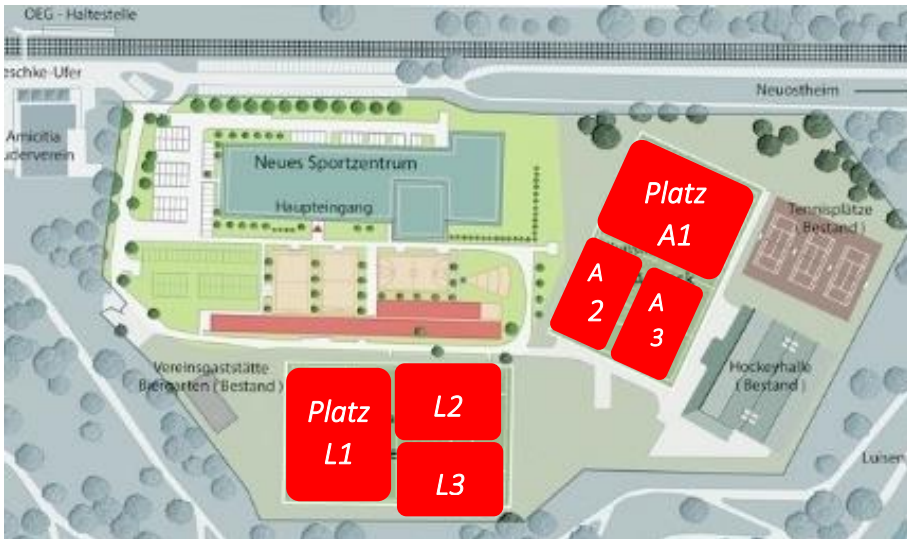 OEG - Haltestelle
eschke-Ufer
Neuostheim
Amicitia
uderverein
Neues Sportzentrum
Haupteingang
Platz
A1
Tennisplätze
( Bestand )
A
2
A
3
Vereinsgaststätte
Biergarten ( Bestand )
Hockeyhalle
( Bestand )
Platz
L1
L2
L3
Luisen